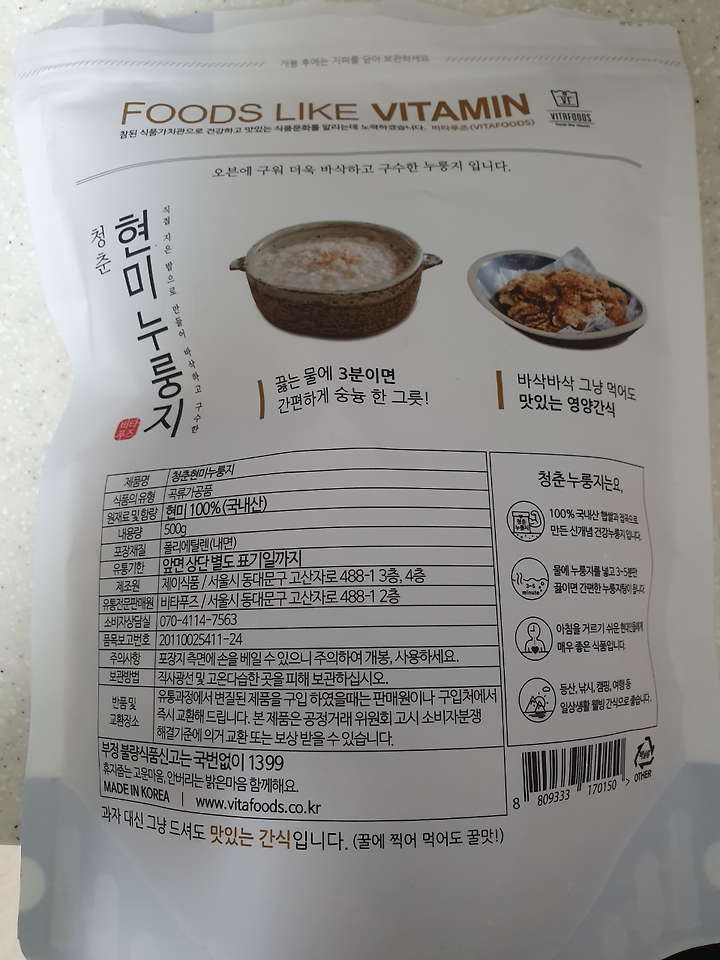 개봉 후에는 지퍼를 닫아 보관하세요
FOODS LIKE VITAMIN
참된 식품가치관으로 건강하고 맛있는 식품문화를 알리는데 노력하겠습니다. 비타푸즈(VITAFOODS)
VF
VITAFOODS
오븐에 구워 더욱 바삭하고 구수한 누룽지 입니다.
직접 지은 밥으로 만들어 바삭하고 구수한
청춘
현미누룽지
비타푸즈
끓는 물에 3분이면
간편하게 숭늉 한 그릇!
바삭바삭 그냥 먹어도
맛있는 영양간식
제품명 청춘현미누룽지
식품의 유형 곡류가공품
원재료 및 함량 현미 100% (국내산)
내용량 500g
포장재질 폴리에틸렌(내면)
유통기한 앞면 상단 별도 표기일까지
제조원 제이식품 / 서울시 동대문구 고산자로 488-1 3층, 4층
유통전문판매원 비타푸즈 / 서울시 동대문구 고산자로 488-1 2층
소비자상담실 070-4114-7563
품목보고번호 20110025411-24
주의사항 포장지 측면에 손을 베일 수 있으니 주의하여 개봉, 사용하세요.
보관방법 직사광선 및 고온다습한 곳을 피해 보관하십시오.
반품 및 교환장소 유통과정에서 변질된 제품을 구입 하였을때는 판매원이나 구입처에서
즉시 교환해 드립니다. 본 제품은 공정거래 위원회 고시 소비자분쟁
해결기준에 의거 교환 또는 보상 받을 수 있습니다.
부정 불량식품신고는 국번없이 1399
휴지줍는 고운마음, 안버리는 밝은마음 함께해요.
MADE IN KOREA | www.vitafoods.co.kr
청춘 누룽지는요,
청춘누룽지
100% 국내산 햅쌀과 잡곡으로
만든 신개념 건강누룽지 입니다.
3~5 minute
물에 누룽지를 넣고 3~5분만
끓이면 간편한 누룽지탕이 됩니다
아침을 거르기 쉬운 현대인들에게
매우 좋은 식품입니다.
등산, 낚시, 캠핑, 여행 등
일상생활 웰빙 간식으로 좋습니다.
8 809333 170150 >
OTHER
과자 대신 그냥 드셔도 맛있는 간식입니다. (꿀에 찍어 먹어도 꿀맛!)